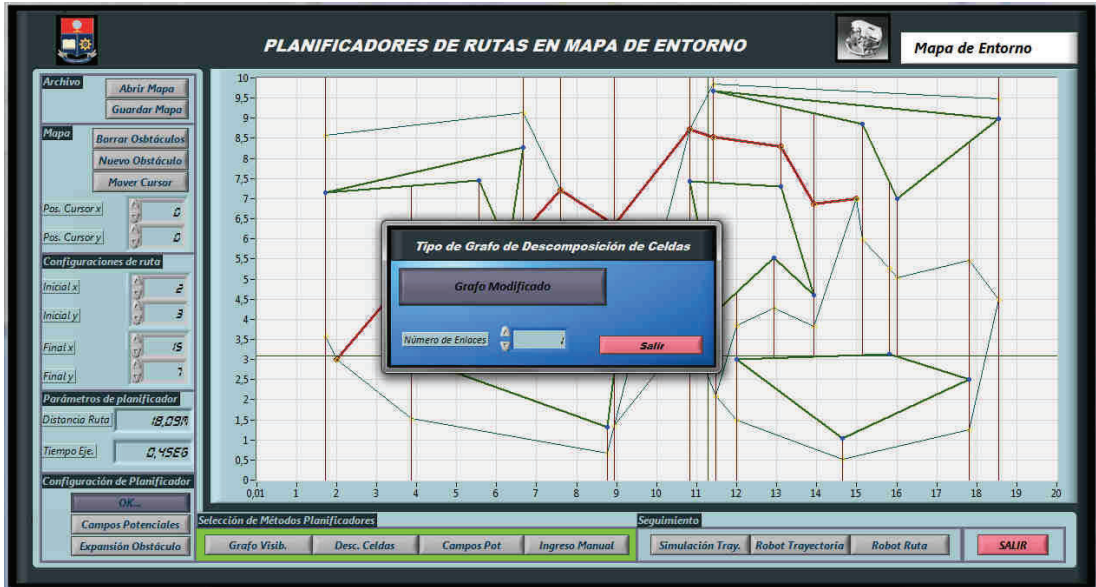 PLANIFICADORES DE RUTAS EN MAPA DE ENTORNO
Mapa de Entorno
Archivo
Abrir Mapa
Guardar Mapa
Mapa
Borrar Osbtáculos
Nuevo Obstáculo
Mover Cursor
Pos. Cursor x
0
Pos. Cursor y
0
Configuraciones de ruta
Inicial x
2
Inicial y
3
Final x
15
Final y
7
Parámetros de planificador
Distancia Ruta
Tiempo Eje.
Configuración de Planificador
OK...
Campos Potenciales
Expansión Obstáculo
10
9,5
9
8,5
8
7,5
7
6,5
6
5,5
5
4,5
4
3,5
3
2,5
2
1,5
1
0,5
0
0,01 1 2 3 4 5 6 7 8 9 10 11 12 13 14 15 16 17 18 19 20
Tipo de Grafo de Descomposición de Celdas
Grafo Modificado
Número de Enlaces
1
Salir
Selección de Métodos Planificadores
Grafo Visib.
Desc. Celdas
Campos Pot
Ingreso Manual
Seguimiento
Simulación Tray.
Robot Trayectoria
Robot Ruta
SALIR